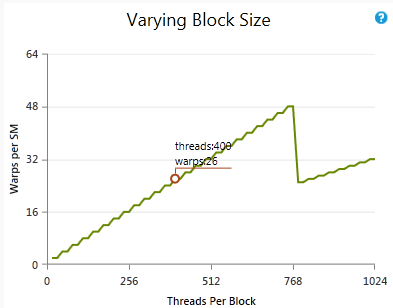 Varying Block Size
?
64
48
32
16
0
Warps per SM
threads:400
warps:26
0 256 512 768 1024
Threads Per Block